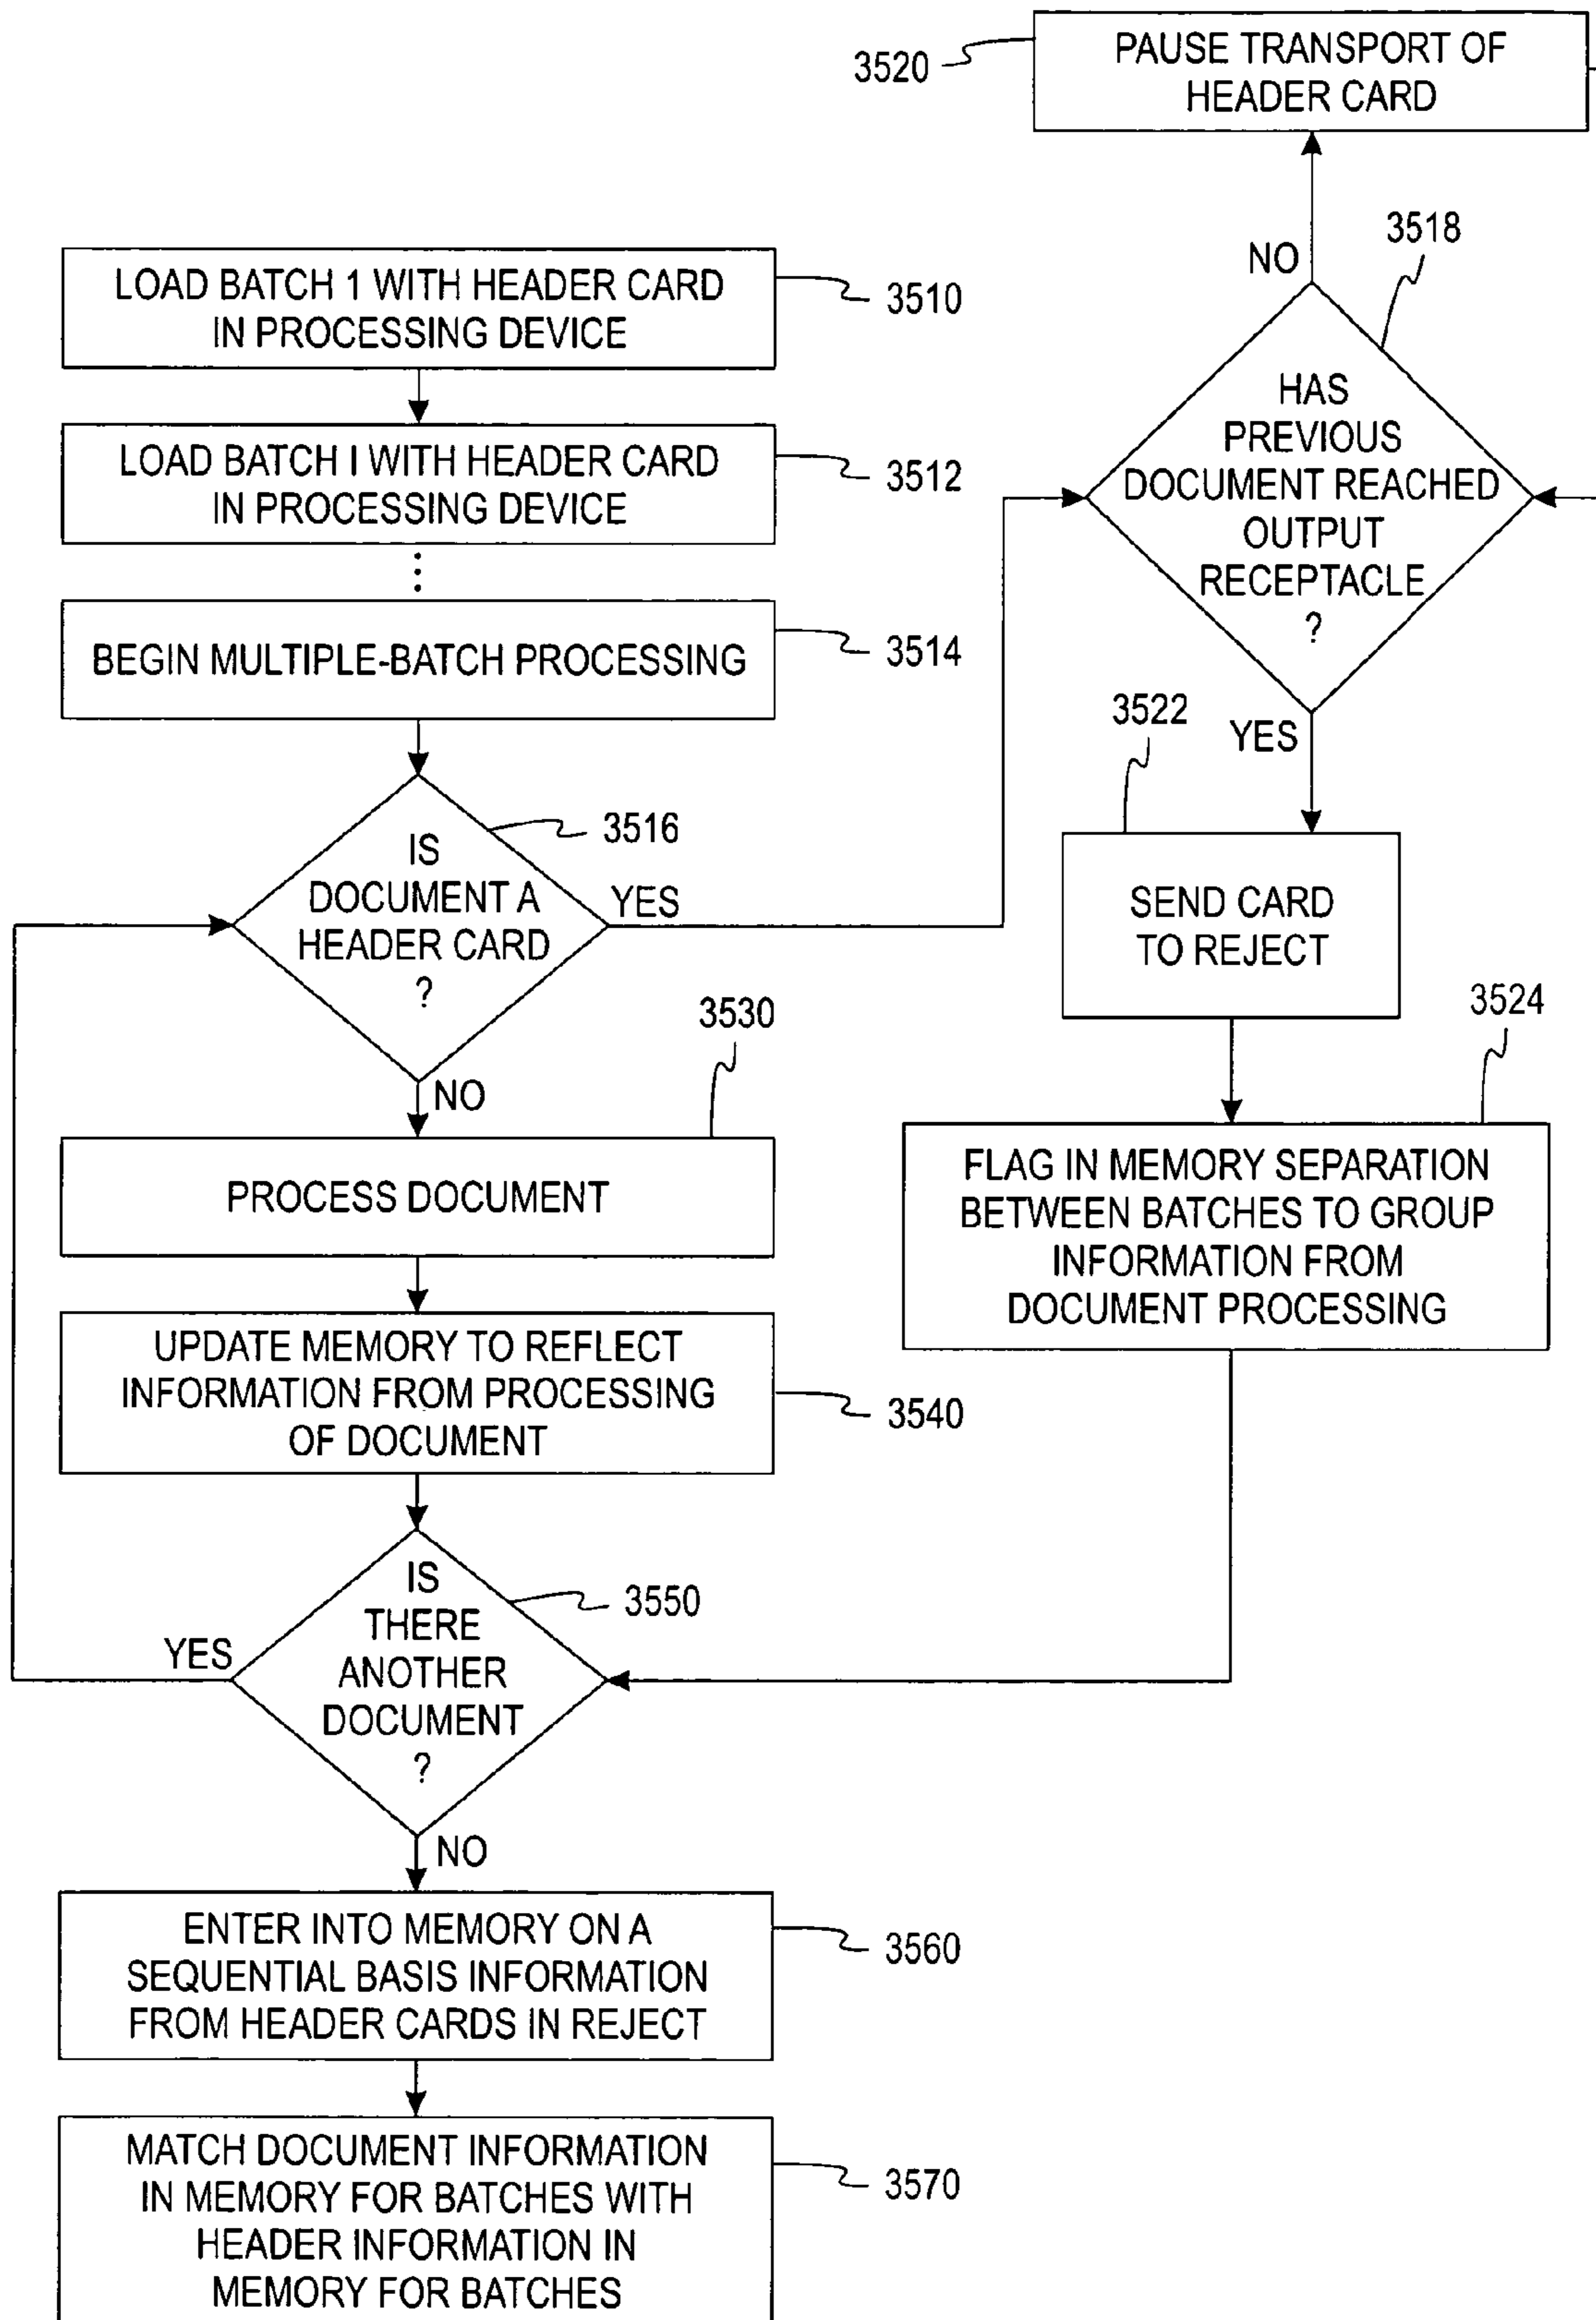 3520
PAUSE TRANSPORT OF
HEADER CARD
3518
NO
LOAD BATCH 1 WITH HEADER CARD
IN PROCESSING DEVICE
3510
HAS
PREVIOUS
DOCUMENT REACHED
OUTPUT
RECEPTACLE
?
LOAD BATCH I WITH HEADER CARD
IN PROCESSING DEVICE
3512
BEGIN MULTIPLE-BATCH PROCESSING
3514
3522
YES
IS
DOCUMENT A
HEADER CARD
?
3516
YES
SEND CARD
TO REJECT
NO
3530
3524
PROCESS DOCUMENT
FLAG IN MEMORY SEPARATION
BETWEEN BATCHES TO GROUP
INFORMATION FROM
DOCUMENT PROCESSING
UPDATE MEMORY TO REFLECT
INFORMATION FROM PROCESSING
OF DOCUMENT
3540
IS
THERE
ANOTHER
DOCUMENT
?
3550
YES
NO
ENTER INTO MEMORY ON A
SEQUENTIAL BASIS INFORMATION
FROM HEADER CARDS IN REJECT
3560
MATCH DOCUMENT INFORMATION
IN MEMORY FOR BATCHES WITH
HEADER INFORMATION IN
MEMORY FOR BATCHES
3570